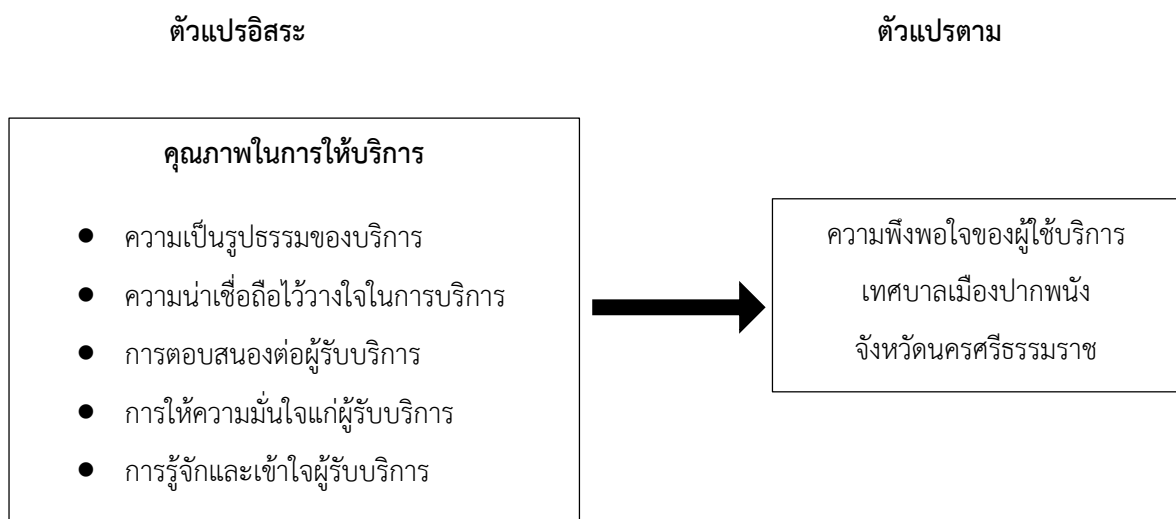 ตัวแปรอิสระ
ตัวแปรตาม
คุณภาพในการให้บริการ
● ความเป็นรูปธรรมของบริการ
● ความน่าเชื่อถือไว้วางใจในการบริการ
● การตอบสนองต่อผู้รับบริการ
● การให้ความมั่นใจแก่ผู้รับบริการ
● การรู้จักและเข้าใจผู้รับบริการ
ความพึงพอใจของผู้ใช้บริการ
เทศบาลเมืองปากพนัง
จังหวัดนครศรีธรรมราช